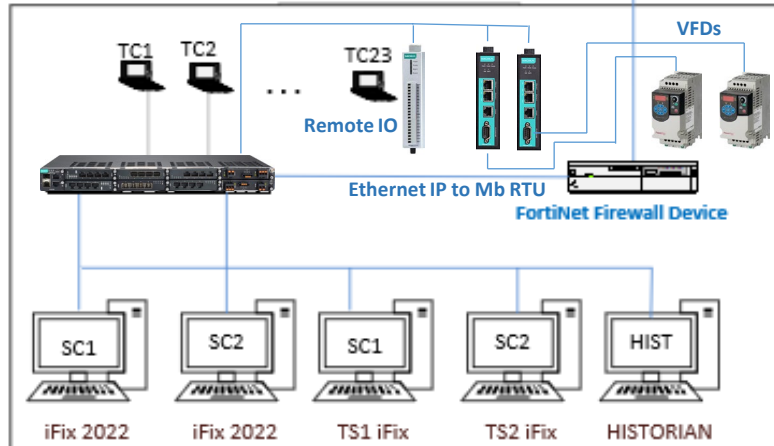 TC1
TC2
...
TC23
VFDs
Remote IO
Ethernet IP to Mb RTU
FortiNet Firewall Device
SC1
SC2
SC1
SC2
HIST
iFix 2022
iFix 2022
TS1 iFix
TS2 iFix
HISTORIAN